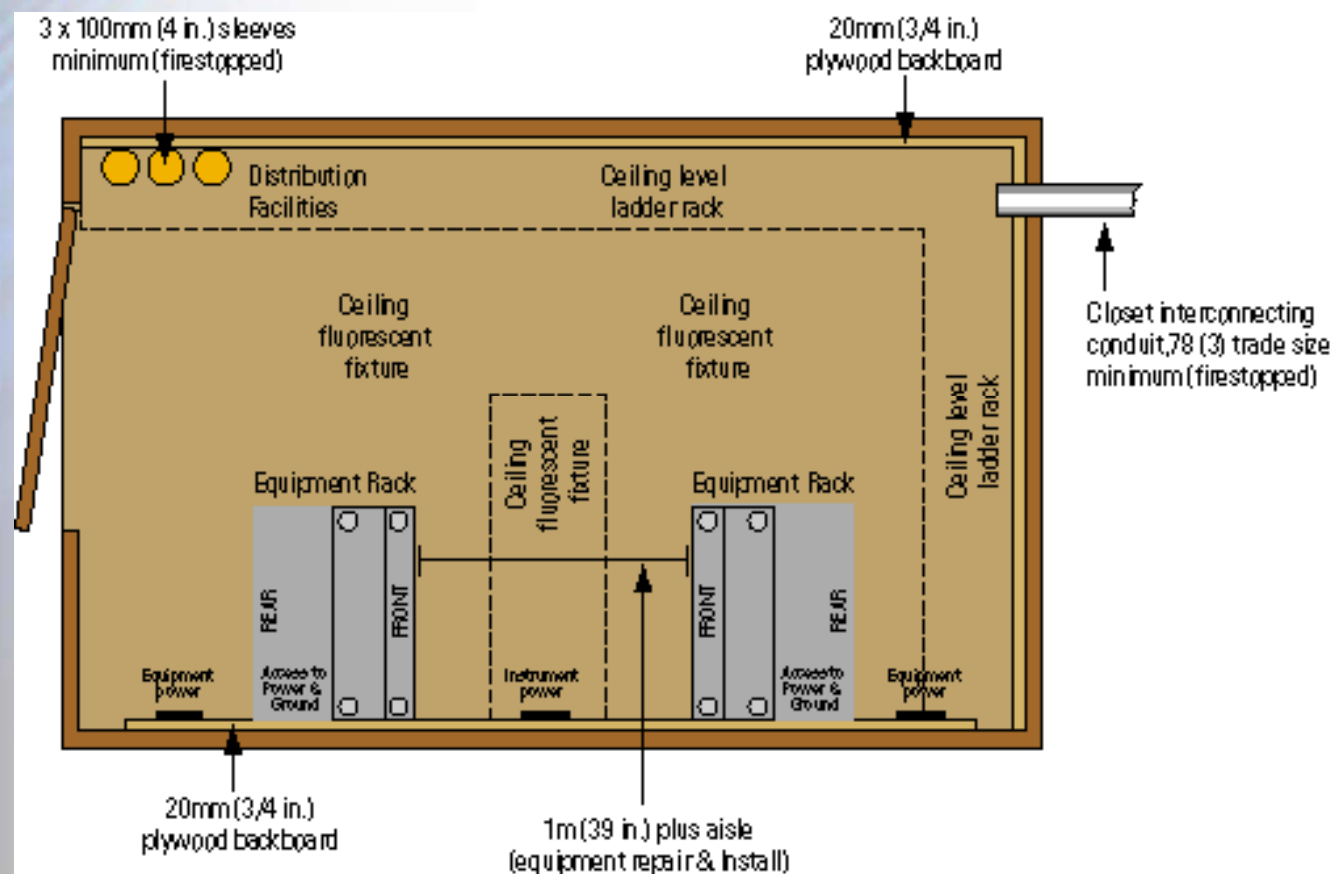 3 x 100mm (4 in.) sleeves
minimum (firestopped)
20mm (3/4 in.)
plywood backboard
Distribution
Facilities
Ceiling level
ladder rack
Ceiling
fluorescent
fixture
Ceiling
fluorescent
fixture
Closet interconnecting
conduit,78 (3) trade size
minimum (firestopped)
Ceiling level
ladder rack
Ceiling
fluorescent
fixture
Equipment Rack
Equipment Rack
REAR
FRONT
FRONT
REAR
Equipment
power
Access to
Power &
Ground
Instrument
power
Access to
Power &
Ground
Equipment
power
20mm (3/4 in.)
plywood backboard
1m (39 in.) plus aisle
(equipment repair & Install)